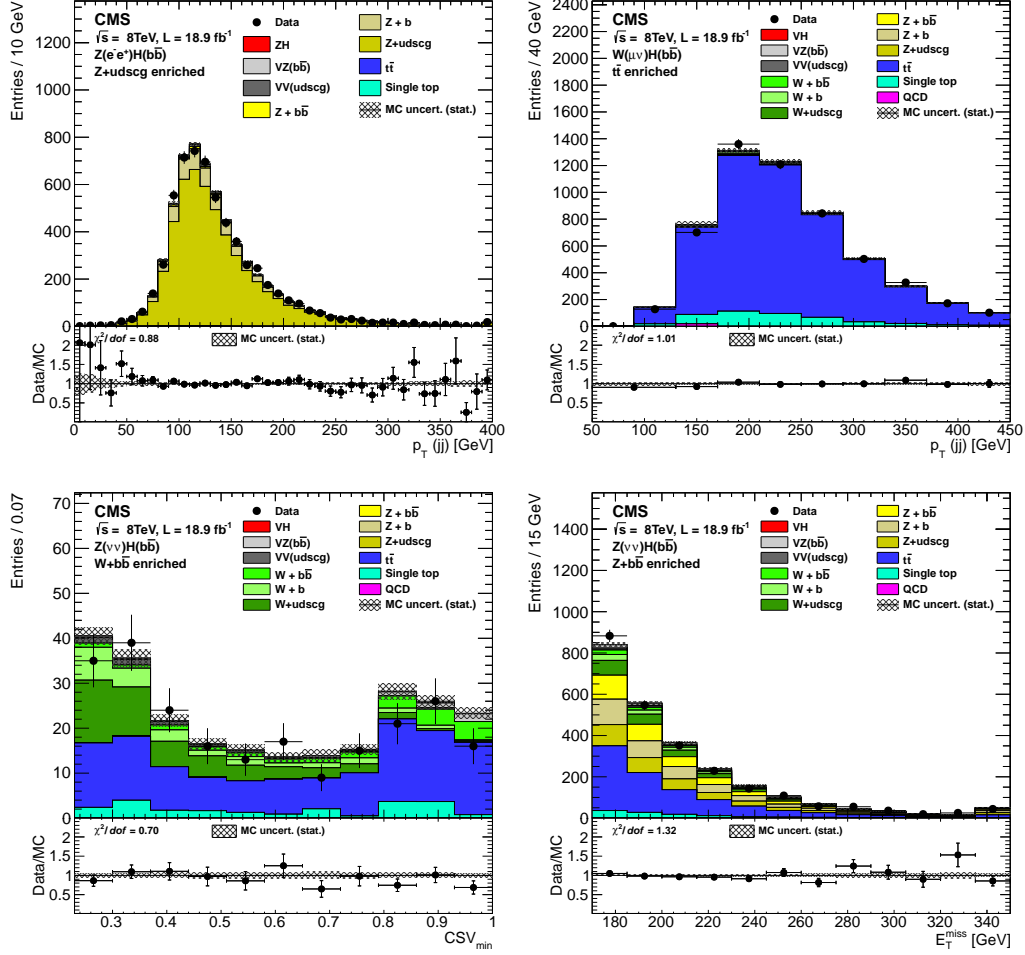 CMS
√s = 8TeV, L = 18.9 fb⁻¹
Z(e⁻e⁺)H(bb̄)
Z+udscg enriched
Data
ZH
VZ(bb̄)
VV(udscg)
Z + bb̄
Z + b
Z+udscg
tt̄
Single top
MC uncert. (stat.)
Entries / 10 GeV
0 200 400 600 800 1000 1200
χ²/dof = 0.88
MC uncert. (stat.)
Data/MC
0.5 1 1.5 2
0 50 100 150 200 250 300 350 400
p_T (jj) [GeV]
CMS
√s = 8TeV, L = 18.9 fb⁻¹
W(μν)H(bb̄)
tt̄ enriched
Data
VH
VZ(bb̄)
VV(udscg)
W + bb̄
W + b
W+udscg
Z + bb̄
Z + b
Z+udscg
tt̄
Single top
QCD
MC uncert. (stat.)
Entries / 40 GeV
0 200 400 600 800 1000 1200 1400 1600 1800 2000 2200 2400
χ²/dof = 1.01
MC uncert. (stat.)
Data/MC
0.5 1 1.5 2
50 100 150 200 250 300 350 400 450
p_T (jj) [GeV]
CMS
√s = 8TeV, L = 18.9 fb⁻¹
Z(νν)H(bb̄)
W+bb̄ enriched
Data
VH
VZ(bb̄)
VV(udscg)
W + bb̄
W + b
W+udscg
Z + bb̄
Z + b
Z+udscg
tt̄
Single top
QCD
MC uncert. (stat.)
Entries / 0.07
0 10 20 30 40 50 60 70
χ²/dof = 0.70
MC uncert. (stat.)
Data/MC
0.5 1 1.5 2
0.3 0.4 0.5 0.6 0.7 0.8 0.9 1
CSV_min
CMS
√s = 8TeV, L = 18.9 fb⁻¹
Z(νν)H(bb̄)
Z+bb̄ enriched
Data
VH
VZ(bb̄)
VV(udscg)
W + bb̄
W + b
W+udscg
Z + bb̄
Z + b
Z+udscg
tt̄
Single top
QCD
MC uncert. (stat.)
Entries / 15 GeV
0 200 400 600 800 1000 1200 1400
χ²/dof = 1.32
MC uncert. (stat.)
Data/MC
0.5 1 1.5 2
180 200 220 240 260 280 300 320 340
E_T^miss [GeV]